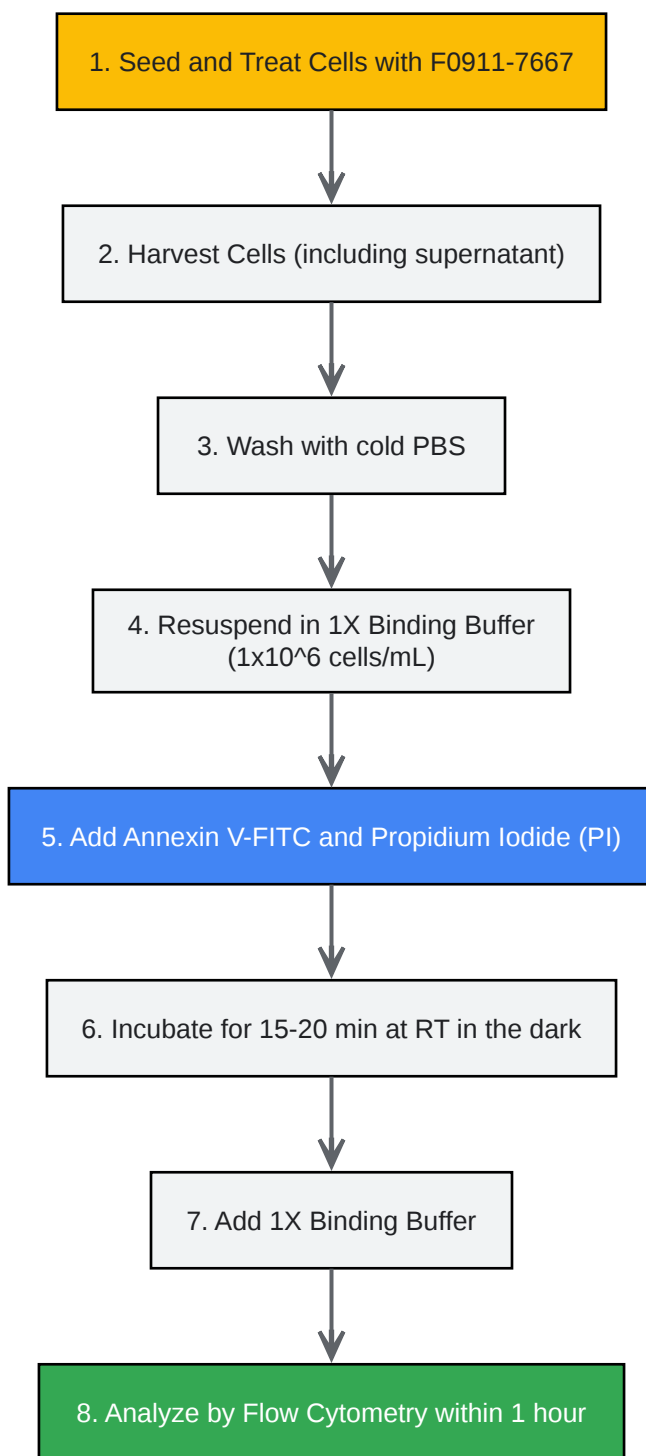 1. Seed and Treat Cells with F0911-7667
2. Harvest Cells (including supernatant)
3. Wash with cold PBS
4. Resuspend in 1X Binding Buffer
(1x10^6 cells/mL)
5. Add Annexin V-FITC and Propidium Iodide (PI)
6. Incubate for 15-20 min at RT in the dark
7. Add 1X Binding Buffer
8. Analyze by Flow Cytometry within 1 hour